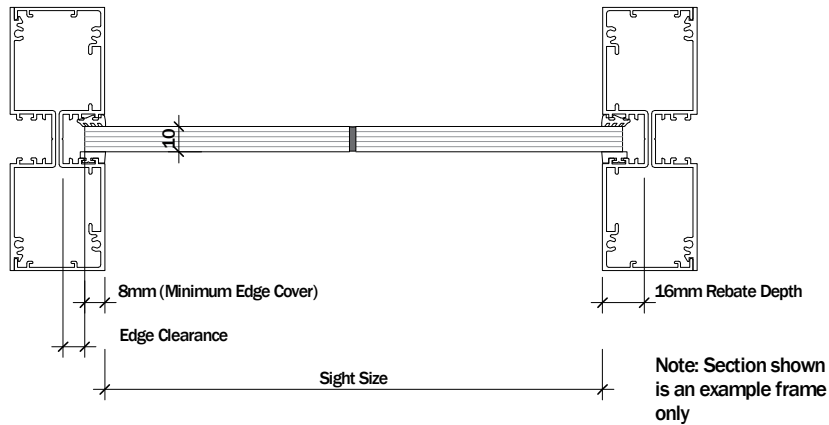 10
8mm (Minimum Edge Cover)
16mm Rebate Depth
Edge Clearance
Sight Size
Note: Section shown
is an example frame
only